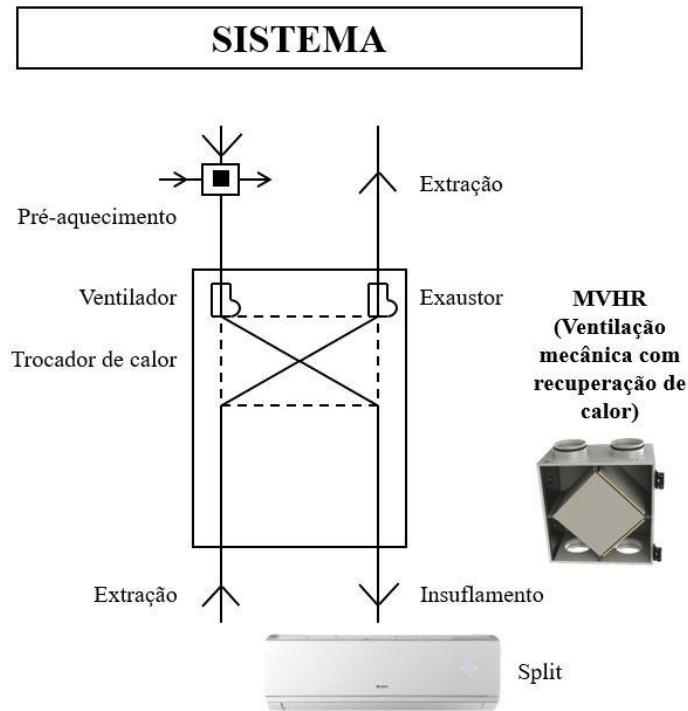 SISTEMA
Extração
Pré-aquecimento
Ventilador
Exaustor
Trocador de calor
MVHR
(Ventilação
mecânica com
recuperação de
calor)
Extração
Insuflamento
Split